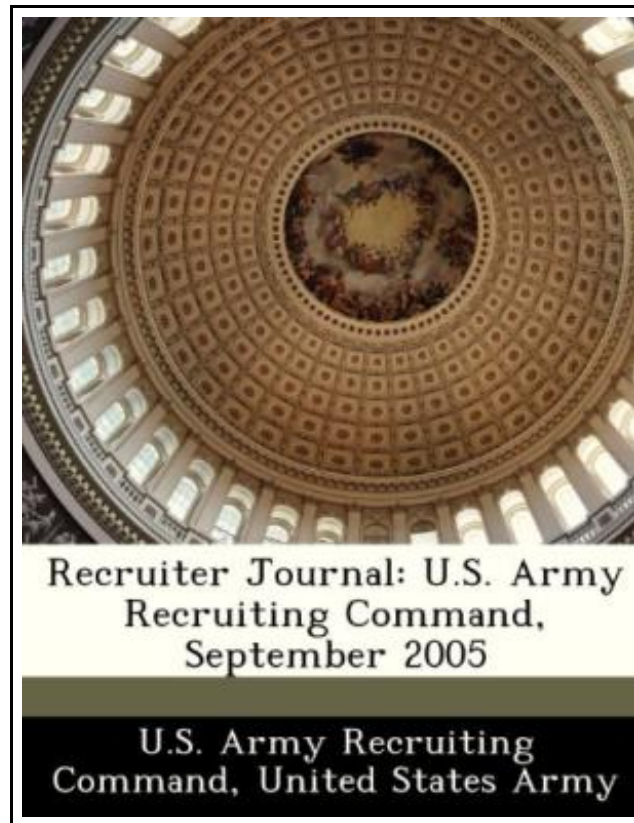 Recruiter Journal: U.S. Army
Recruiting Command,
September 2005
U.S. Army Recruiting
Command, United States Army